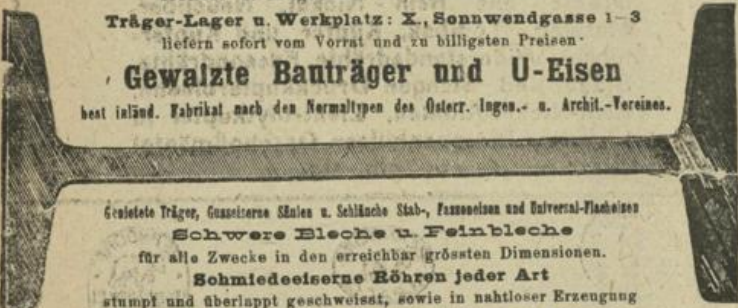 Träger-Lager u. Werkplatz: X., Sonnwendgasse 1–3
liefern sofort vom Vorrat und zu billigsten Preisen
Gewalzte Bauträger und U-Eisen
best inländ. Fabrikat nach den Normaltypen des Österr. Ingen.- u. Archit.-Vereines.
Genietete Träger, Gusseiserne Säulen u. Schläuche Stab-, Fassoneisen und Universal-Flacheisen
Schwere Bleche u. Feinbleche
für alle Zwecke in den erreichbar grössten Dimensionen.
Schmiedeeiserne Röhren jeder Art
stumpf und überlappt geschweisst, sowie in nahtloser Erzeugung